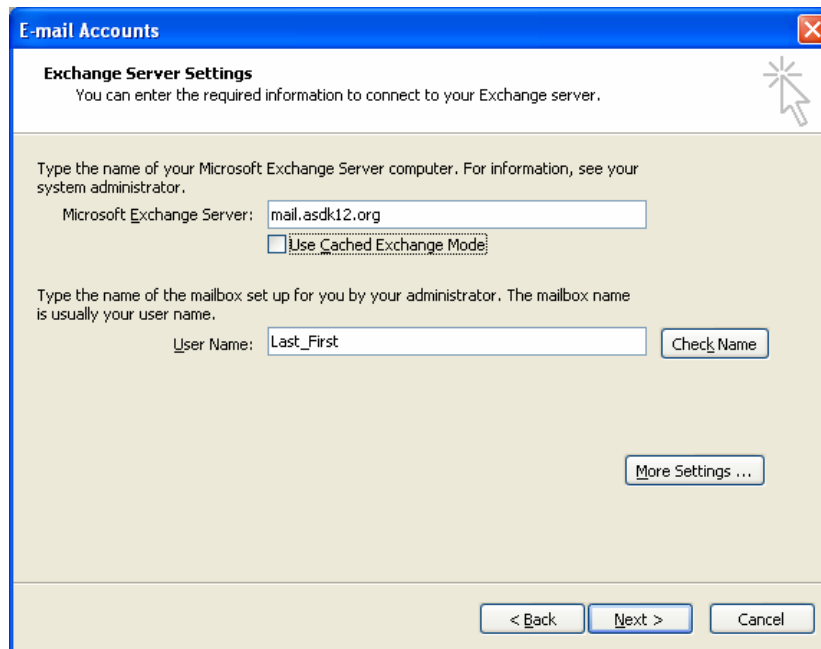 E-mail Accounts
Exchange Server Settings
You can enter the required information to connect to your Exchange server.
Type the name of your Microsoft Exchange Server computer. For information, see your
system administrator.
Microsoft Exchange Server: mail.asdk12.org
Use Cached Exchange Mode
Type the name of the mailbox set up for you by your administrator. The mailbox name
is usually your user name.
User Name: Last_First Check Name
More Settings ...
< Back Next > Cancel